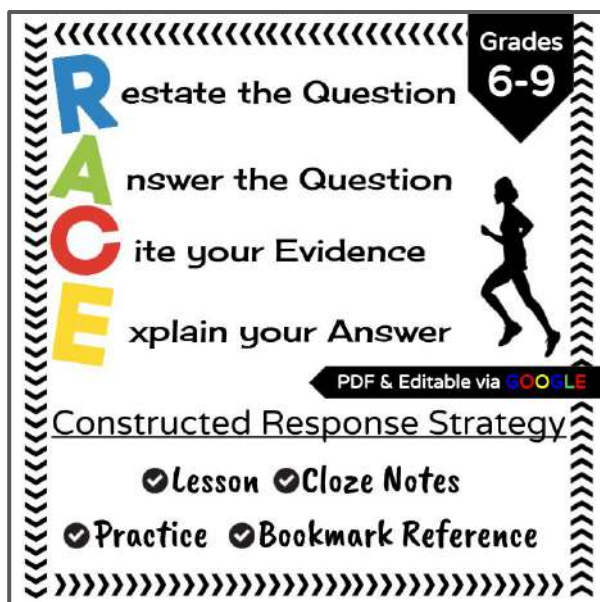 Grades
6-9
Restate the Question
Answer the Question
Cite your Evidence
Explain your Answer
PDF & Editable via GOOGLE
Constructed Response Strategy
Lesson Cloze Notes
Practice Bookmark Reference